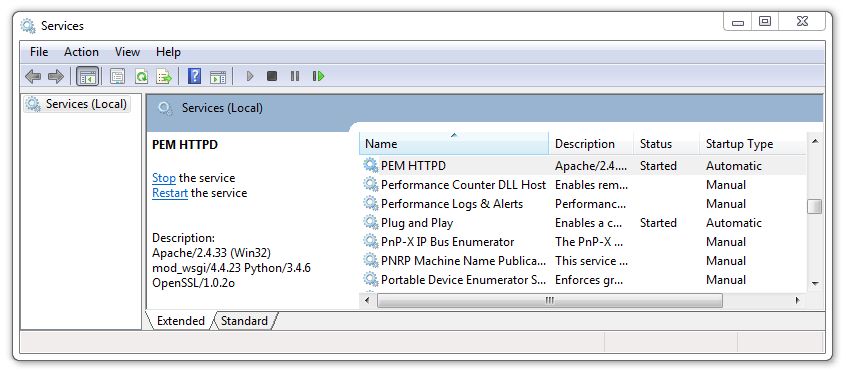 Services
File Action View Help
Services (Local)
Services (Local)
PEM HTTPD
Stop the service
Restart the service
Description:
Apache/2.4.33 (Win32)
mod_wsgi/4.4.23 Python/3.4.6
OpenSSL/1.0.2o
Name Description Status Startup Type
PEM HTTPD Apache/2.4.... Started Automatic
Performance Counter DLL Host Enables rem... Manual
Performance Logs & Alerts Performanc... Manual
Plug and Play Enables a c... Started Automatic
PnP-X IP Bus Enumerator The PnP-X ... Manual
PNRP Machine Name Publica... This service ... Manual
Portable Device Enumerator S... Enforces gr... Manual
Extended Standard